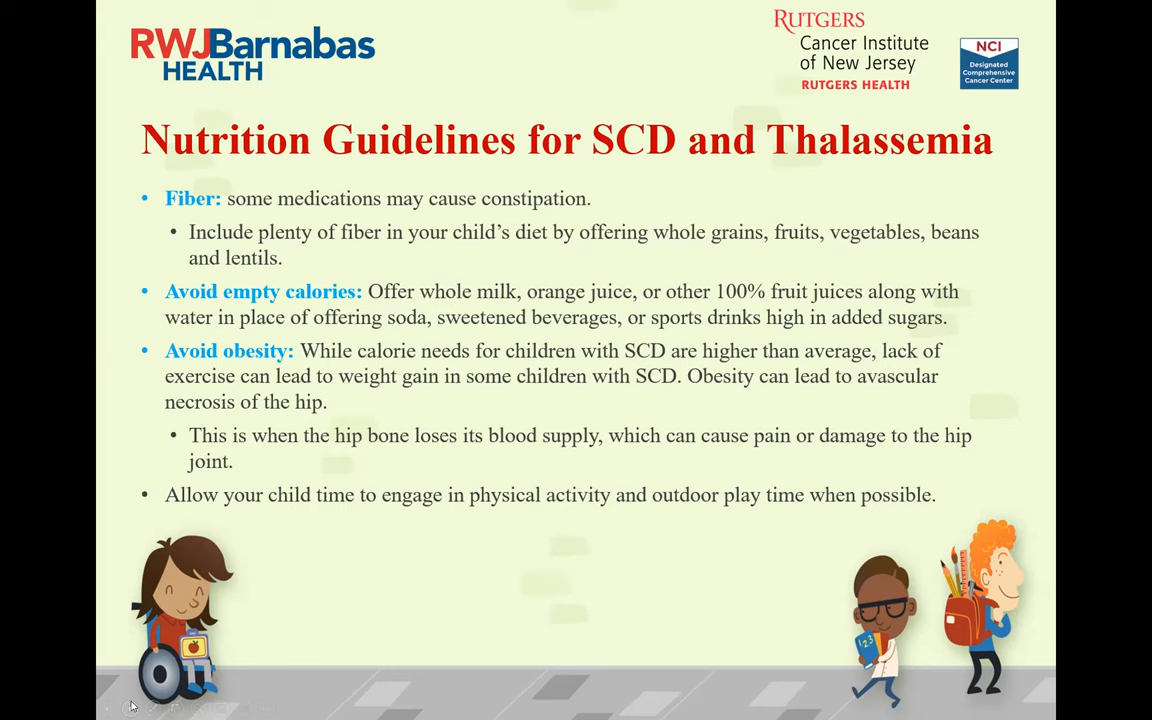 RWJBarnabas
HEALTH
RUTGERS
Cancer Institute
of New Jersey
RUTGERS HEALTH
NCI
Designated
Comprehensive
Cancer Center
Nutrition Guidelines for SCD and Thalassemia
• Fiber: some medications may cause constipation.
• Include plenty of fiber in your child's diet by offering whole grains, fruits, vegetables, beans
and lentils.
• Avoid empty calories: Offer whole milk, orange juice, or other 100% fruit juices along with
water in place of offering soda, sweetened beverages, or sports drinks high in added sugars.
• Avoid obesity: While calorie needs for children with SCD are higher than average, lack of
exercise can lead to weight gain in some children with SCD. Obesity can lead to avascular
necrosis of the hip.
• This is when the hip bone loses its blood supply, which can cause pain or damage to the hip
joint.
• Allow your child time to engage in physical activity and outdoor play time when possible.
123